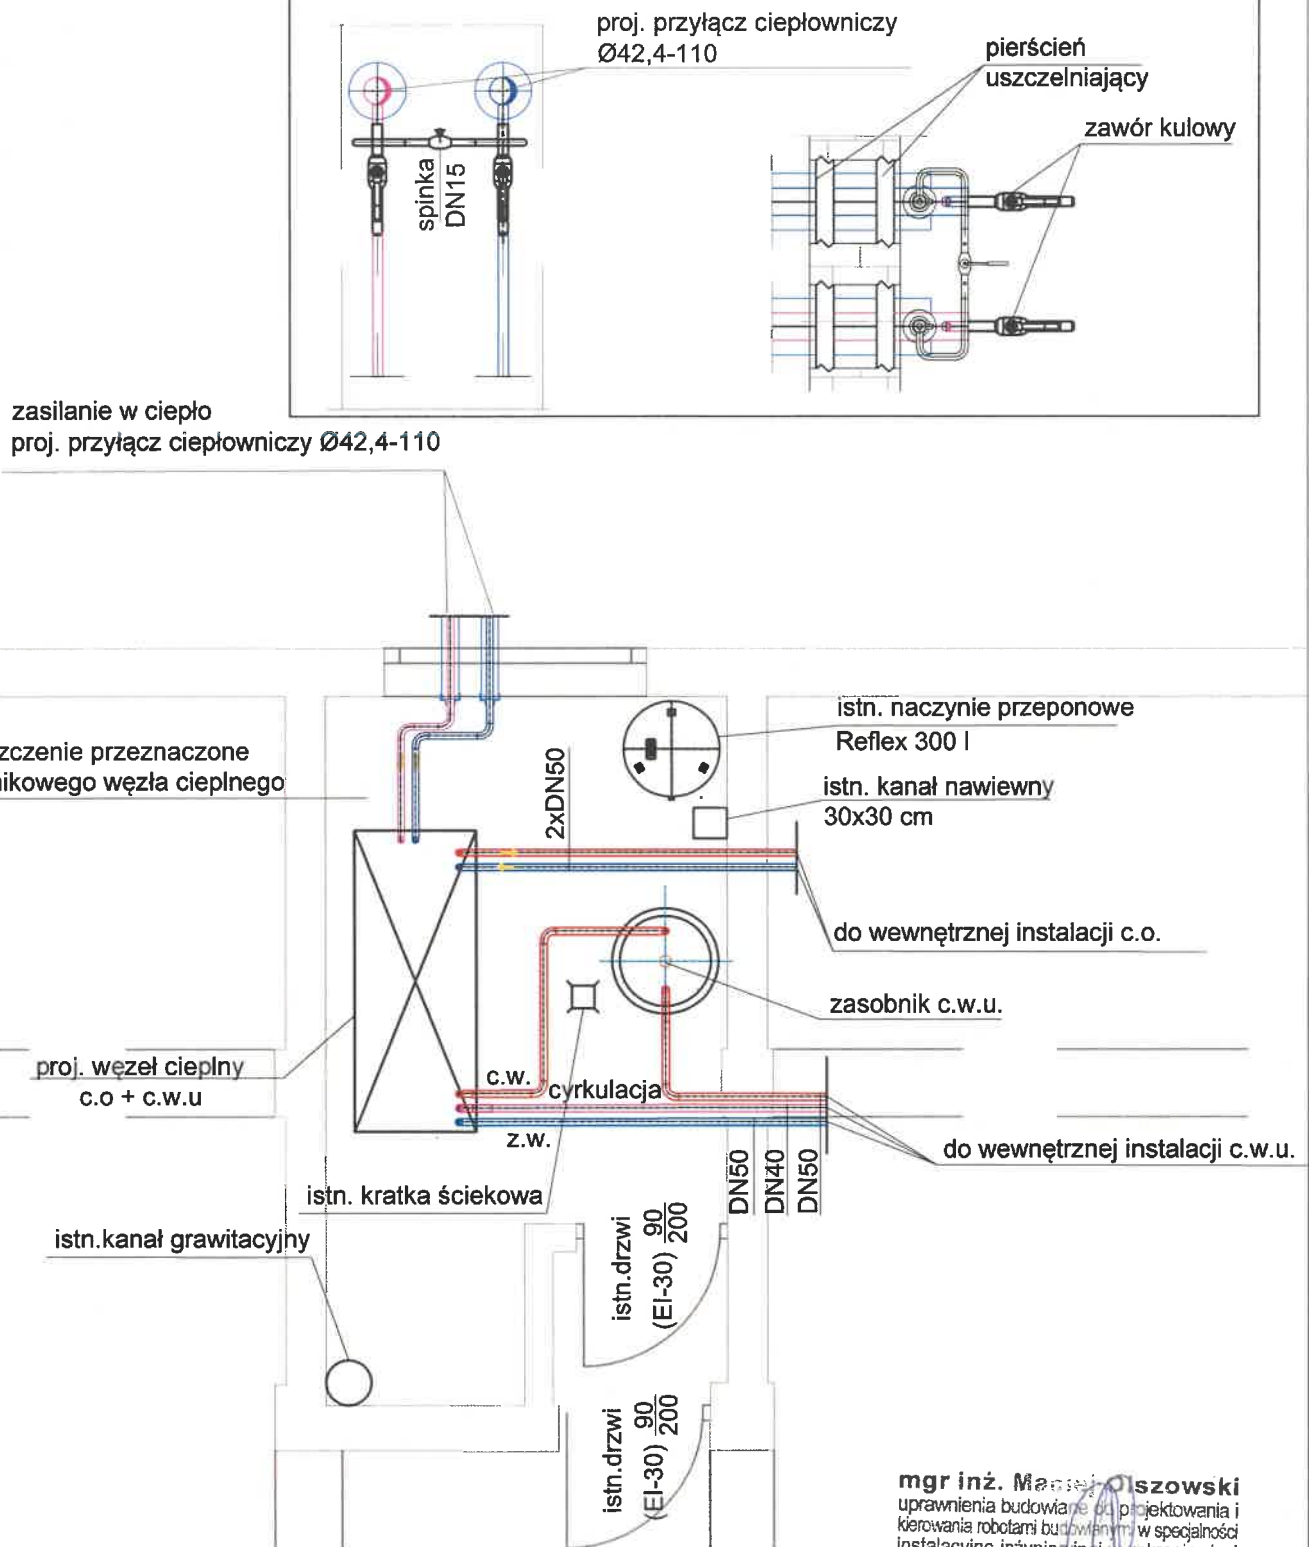 proj. przyłącz ciepłowniczy
Ø42,4-110
pierścień
uszczelniający
zawór kulowy
spinka
DN15
zasilanie w ciepło
proj. przyłącz ciepłowniczy Ø42,4-110
istn. naczynie przeponowe
Reflex 300 l
zczenie przeznaczone
nikowego węzła cieplnego
2xDN50
istn. kanał nawiewny
30x30 cm
do wewnętrznej instalacji c.o.
zasobnik c.w.u.
proj. węzeł cieplny
c.o + c.w.u
c.w.
cyrkulacja
z.w.
do wewnętrznej instalacji c.w.u.
DN50
DN40
DN50
istn. kratka ściekowa
istn.kanał grawitacyjny
istn.drzwi
(EI-30) 90
200
istn.drzwi
(EI-30) 90
200
mgr inż. Maciej Olszowski
uprawnienia budowlane do projektowania i
kierowania robotami budowlanymi w specjalności